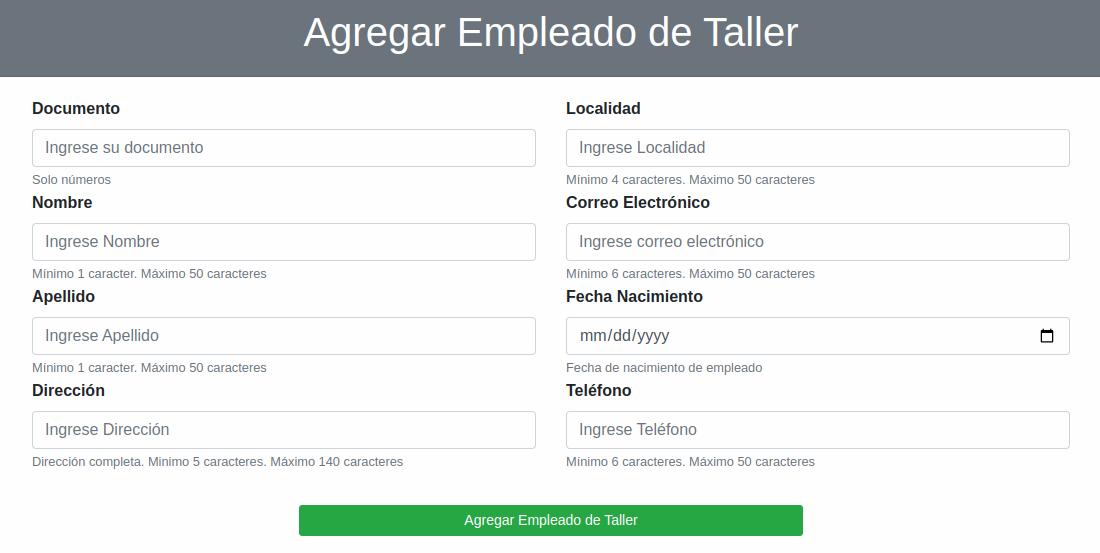 Agregar Empleado de Taller
Documento
Ingrese su documento
Solo números
Nombre
Ingrese Nombre
Mínimo 1 caracter. Máximo 50 caracteres
Apellido
Ingrese Apellido
Mínimo 1 caracter. Máximo 50 caracteres
Dirección
Ingrese Dirección
Dirección completa. Minimo 5 caracteres. Máximo 140 caracteres
Localidad
Ingrese Localidad
Mínimo 4 caracteres. Máximo 50 caracteres
Correo Electrónico
Ingrese correo electrónico
Mínimo 6 caracteres. Máximo 50 caracteres
Fecha Nacimiento
mm/dd/yyyy
Fecha de nacimiento de empleado
Teléfono
Ingrese Teléfono
Mínimo 6 caracteres. Máximo 50 caracteres
Agregar Empleado de Taller